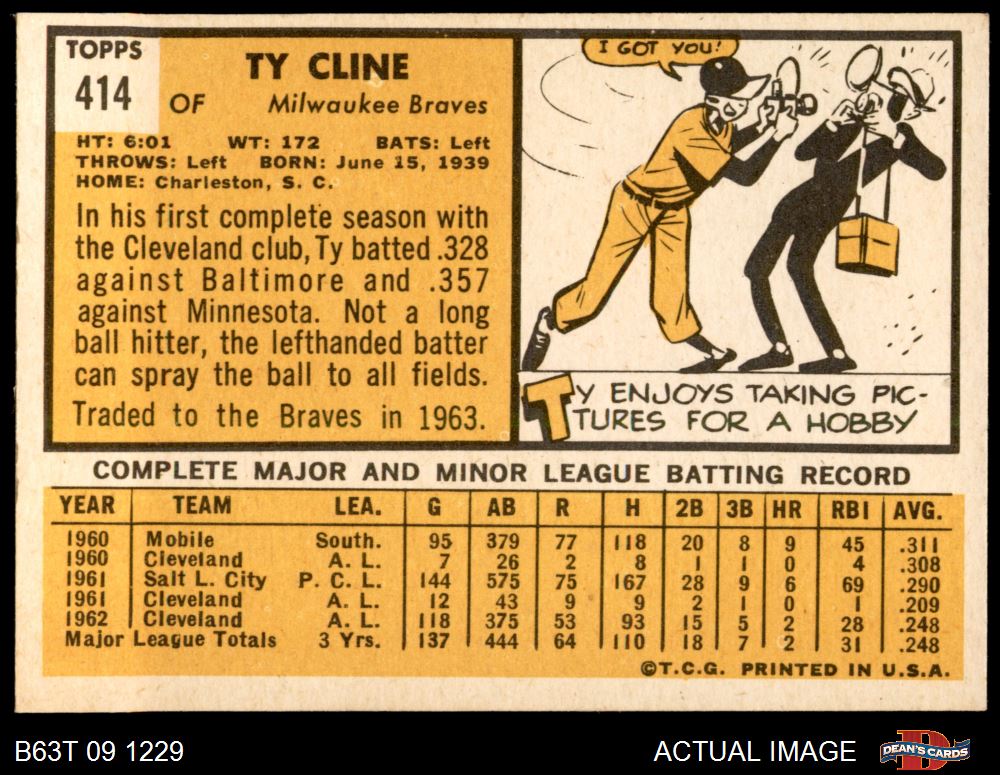 TOPPS
414
TY CLINE
OF Milwaukee Braves
HT: 6:01 WT: 172 BATS: Left
THROWS: Left BORN: June 15, 1939
HOME: Charleston, S. C.
In his first complete season with
the Cleveland club, Ty batted .328
against Baltimore and .357
against Minnesota. Not a long
ball hitter, the lefthanded batter
can spray the ball to all fields.
Traded to the Braves in 1963.
I GOT YOU!
TY ENJOYS TAKING PIC-
TURES FOR A HOBBY
COMPLETE MAJOR AND MINOR LEAGUE BATTING RECORD
YEAR TEAM LEA. G AB R H 2B 3B HR RBI AVG.
1960 Mobile South. 95 379 77 118 20 8 9 45 .311
1960 Cleveland A. L. 7 26 2 8 1 1 0 4 .308
1961 Salt L. City P. C. L. 144 575 75 167 28 9 6 69 .290
1961 Cleveland A. L. 12 43 9 9 2 1 0 1 .209
1962 Cleveland A. L. 118 375 53 93 15 5 2 28 .248
Major League Totals 3 Yrs. 137 444 64 110 18 7 2 31 .248
©T.C.G. PRINTED IN U.S.A.
B63T 09 1229
ACTUAL IMAGE
D
DEAN'S CARDS